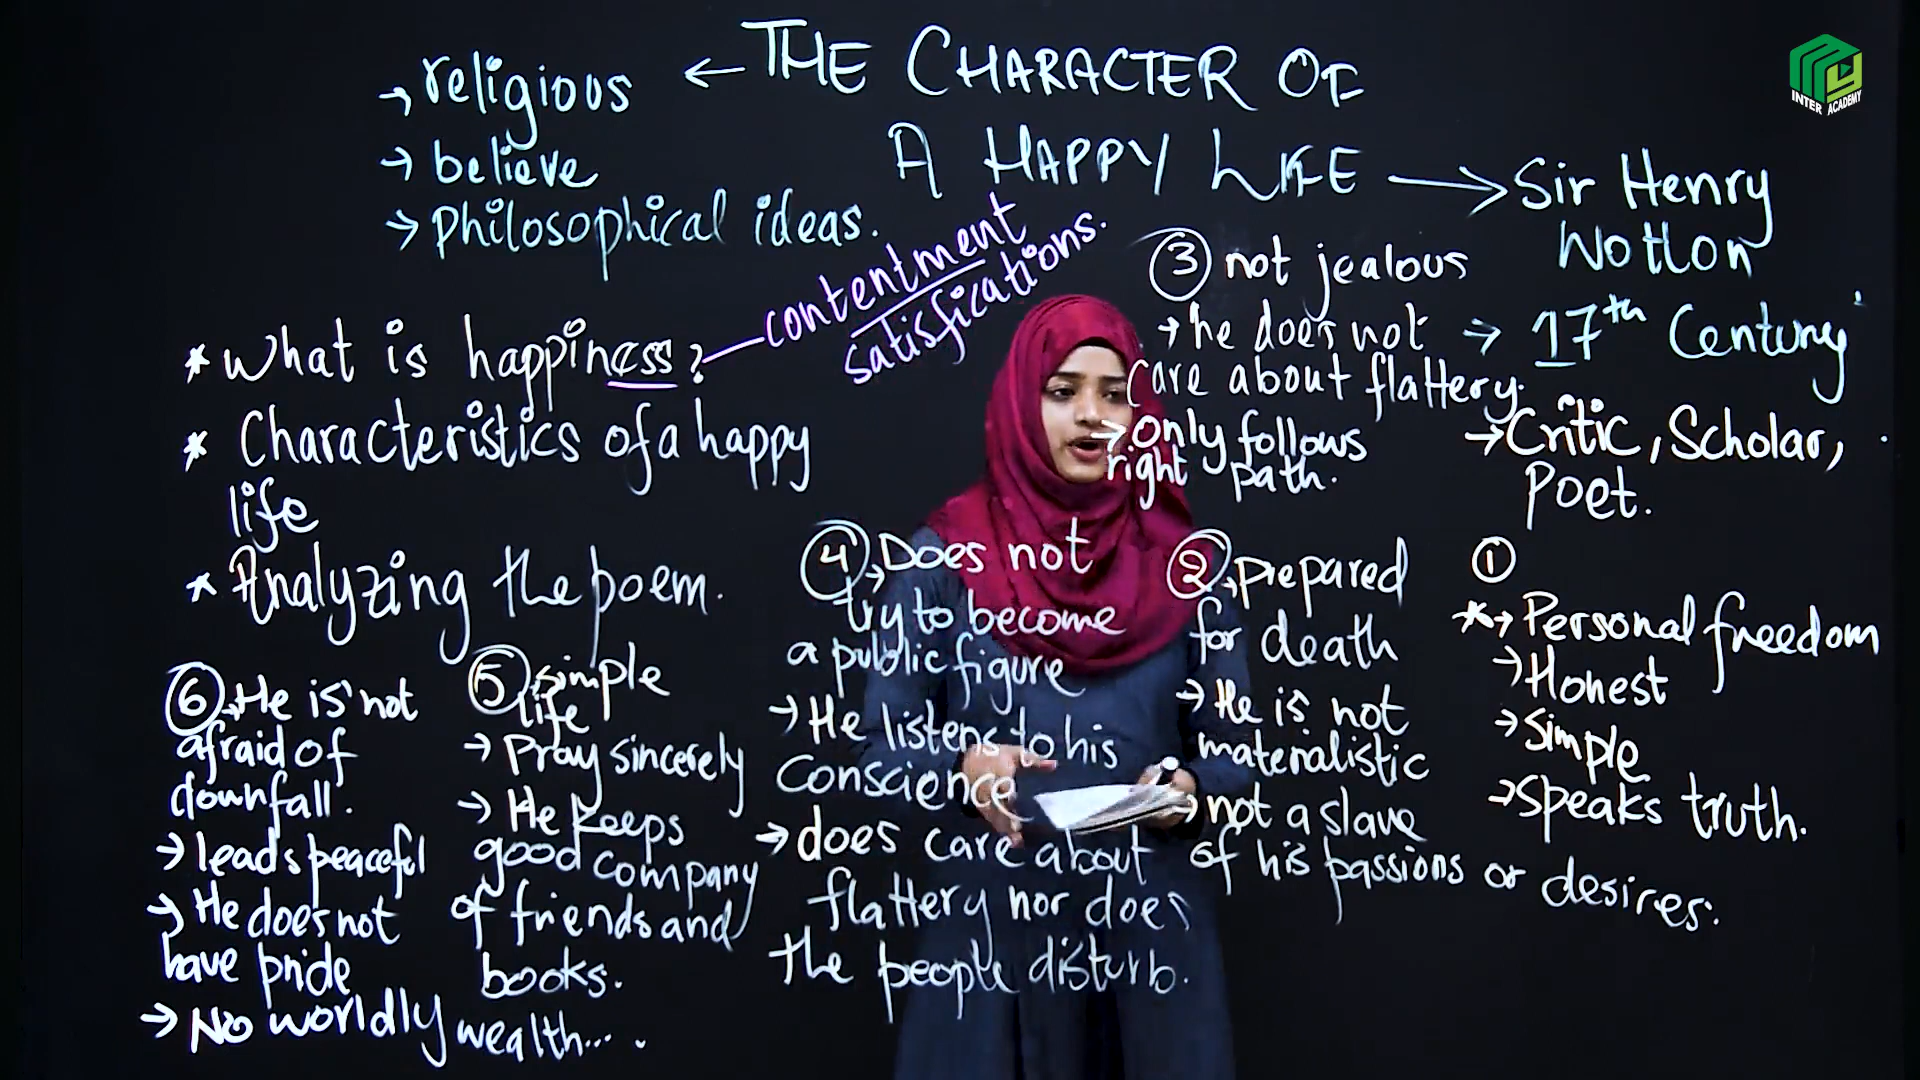 THE CHARACTER OF
A HAPPY LIFE
→ religious ←
→ believe
→ Philosophical ideas.
→ Sir Henry
Wotton
→ 17th Century
→ Critic, Scholar,
Poet.
* What is happiness?
contentment
satisfications.
* Characteristics of a happy
life
* Analyzing the poem.
①
*→ Personal freedom
→ Honest
→ Simple
→ Speaks truth.
② → prepared
for death
→ He is not
materialistic
→ not a slave
of his passions or desires.
③ not jealous
→ he does not
care about flattery.
→ only follows
right path.
④ → Does not
try to become
a public figure
→ He listens to his
conscience
→ does care about
flattery nor does
the people disturb.
⑤ simple
life
→ Pray sincerely
→ He keeps
good company
of friends and
books.
⑥ → He is not
afraid of
downfall.
→ leads peaceful
→ He does not
have pride
→ No worldly wealth... .
INTER ACADEMY